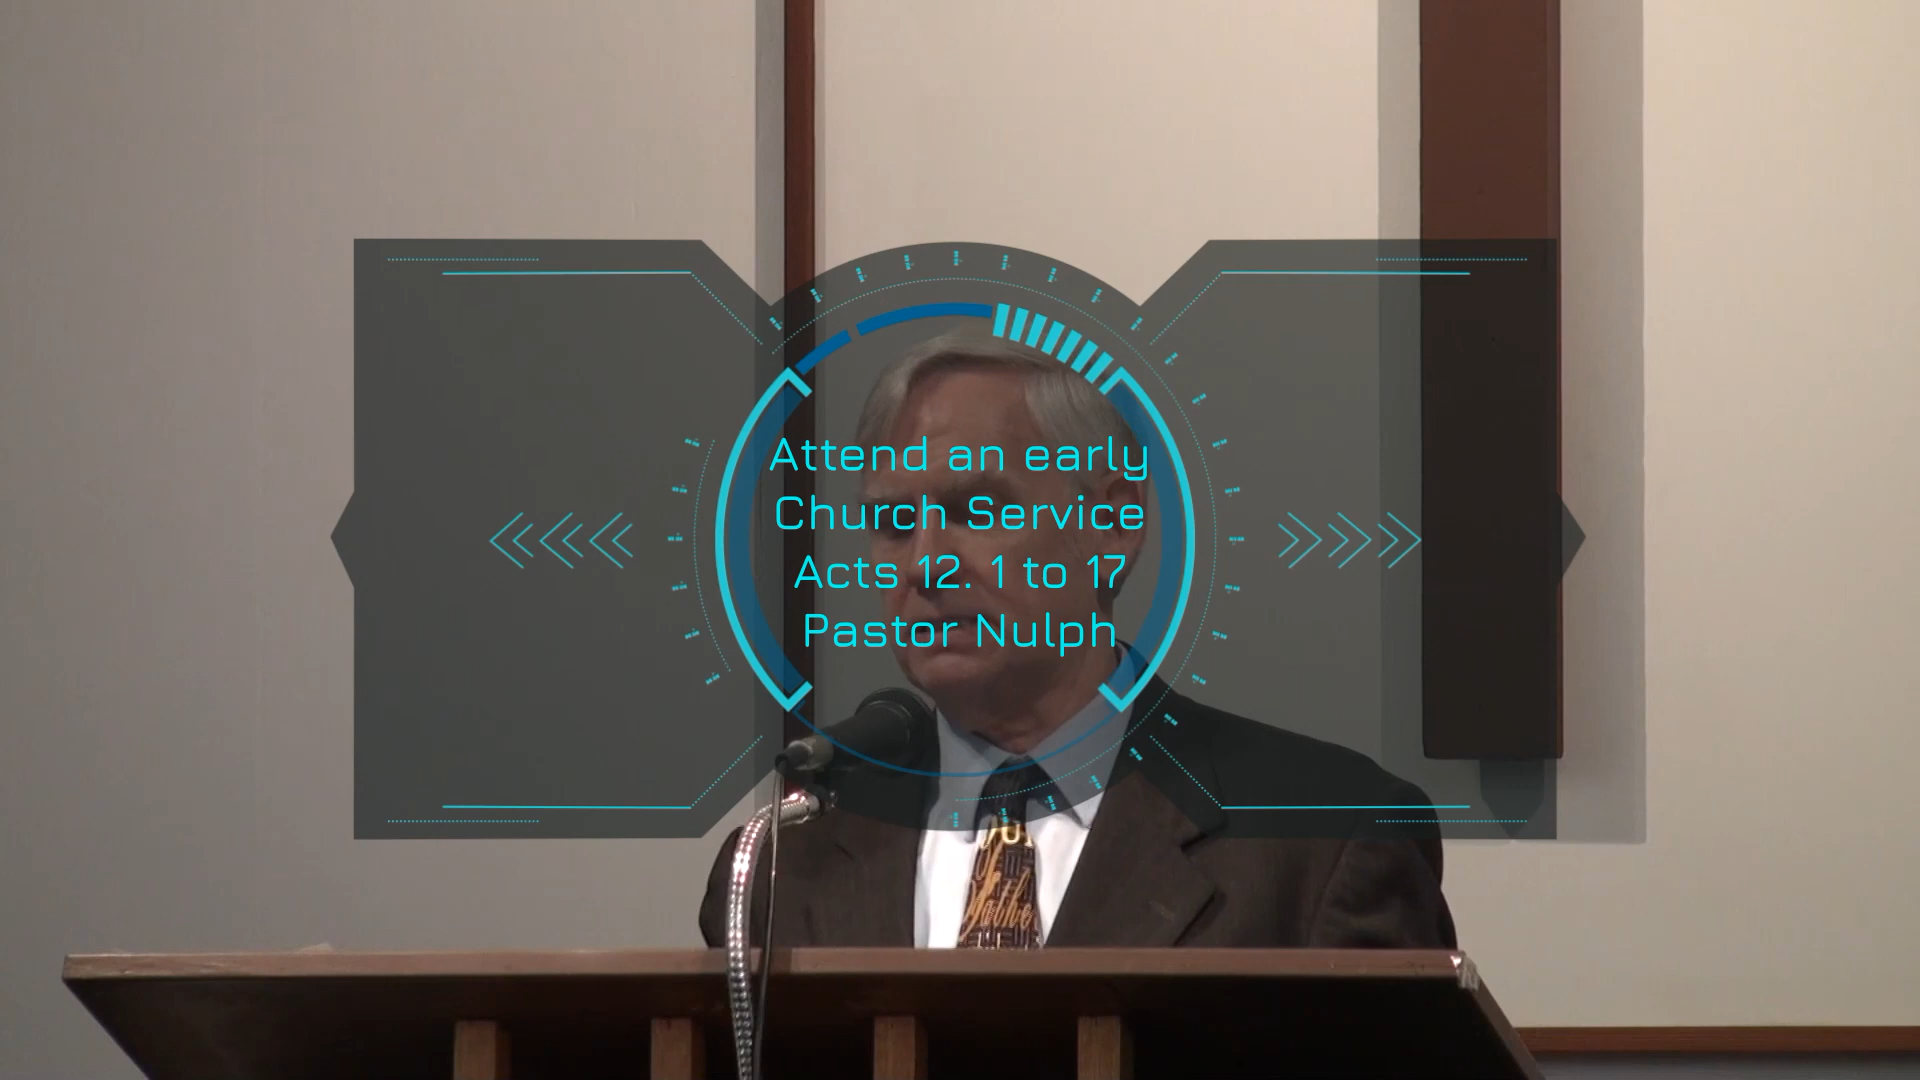 Attend an early
Church Service
Acts 12. 1 to 17
Pastor Nulph